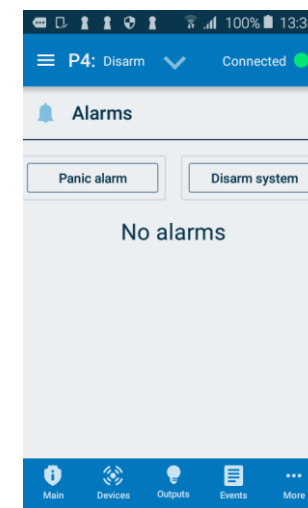 100% 13:3
P4: Disarm Connected
Alarms
Panic alarm Disarm system
No alarms
Main Devices Outputs Events More